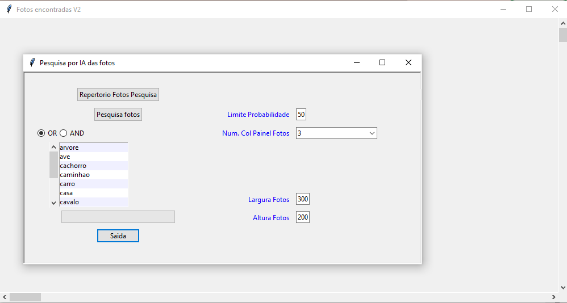 Fotos encontradas V2
Pesquisa por IA das fotos
Repertorio Fotos Pesquisa
Pesquisa fotos
Limite Probabilidade 50
OR AND
Num. Col Painel Fotos 3
arvore
ave
cachorro
caminhao
carro
casa
cavalo
Largura Fotos 300
Altura Fotos 200
Saida